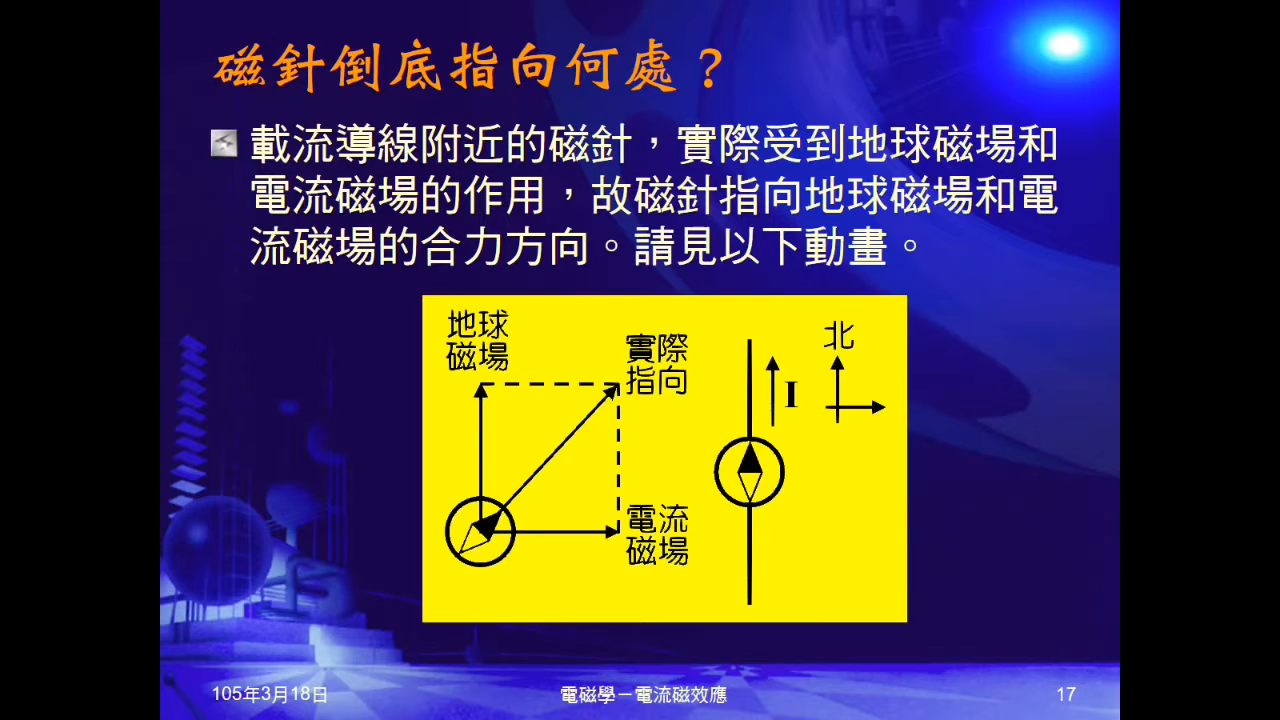 磁針倒底指向何處？
載流導線附近的磁針，實際受到地球磁場和
電流磁場的作用，故磁針指向地球磁場和電
流磁場的合力方向。請見以下動畫。
地球
磁場
實際
指向
電流
磁場
I
北
105年3月18日
電磁學－電流磁效應
17